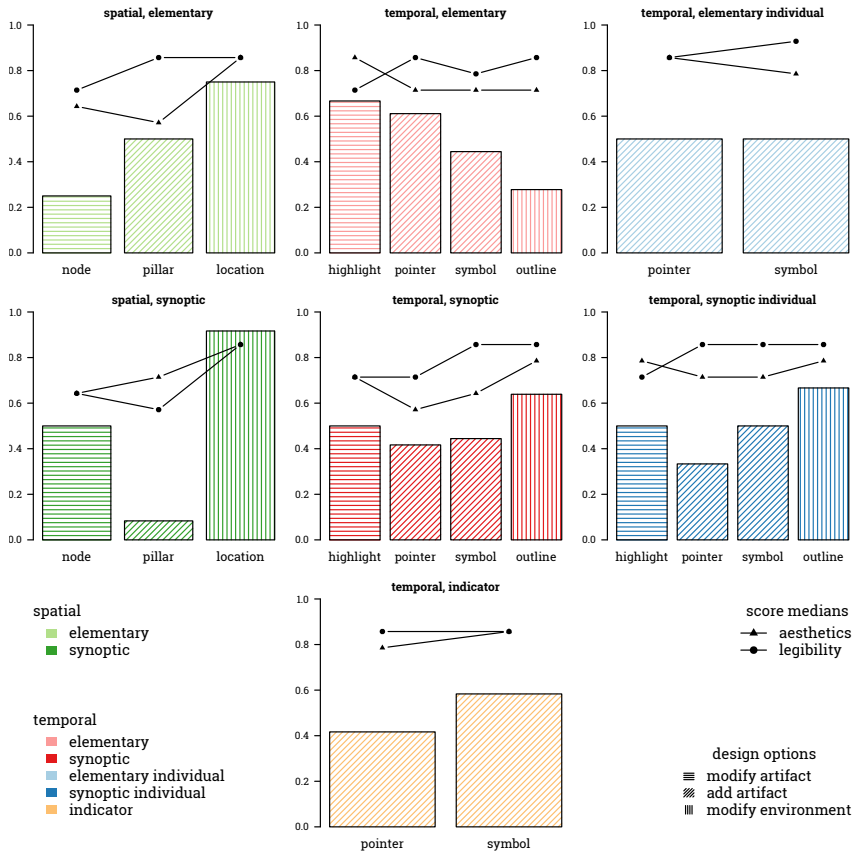 spatial, elementary
1.0
0.8
0.6
0.4
0.2
0.0
node pillar location
temporal, elementary
1.0
0.8
0.6
0.4
0.2
0.0
highlight pointer symbol outline
temporal, elementary individual
1.0
0.8
0.6
0.4
0.2
0.0
pointer symbol
spatial, synoptic
1.0
0.8
0.6
0.4
0.2
0.0
node pillar location
temporal, synoptic
1.0
0.8
0.6
0.4
0.2
0.0
highlight pointer symbol outline
temporal, synoptic individual
1.0
0.8
0.6
0.4
0.2
0.0
highlight pointer symbol outline
spatial
elementary
synoptic
temporal
elementary
synoptic
elementary individual
synoptic individual
indicator
temporal, indicator
1.0
0.8
0.6
0.4
0.2
0.0
pointer symbol
score medians
aesthetics
legibility
design options
modify artifact
add artifact
modify environment